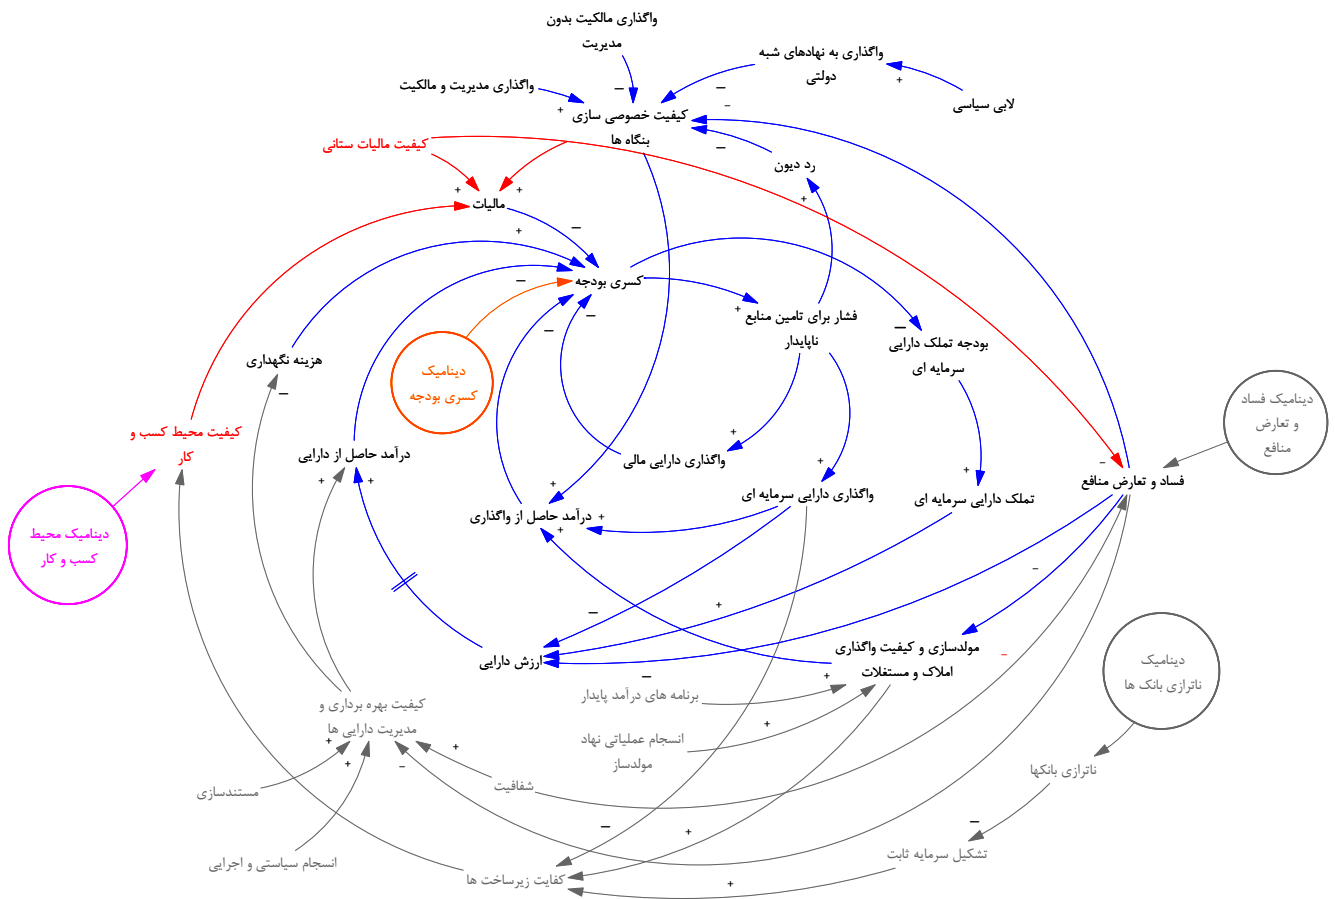 واگذاری مالکیت بدون
مدیریت
واگذاری به نهادهای شبه
دولتی
لابی سیاسی
واگذاری مدیریت و مالکیت
کیفیت خصوصی سازی
بنگاه ها
کیفیت مالیات ستانی
رد دیون
مالیات
کسری بودجه
فشار برای تامین منابع
ناپایدار
بودجه تملک دارایی
سرمایه ای
هزینه نگهداری
دینامیک
کسری بودجه
دینامیک فساد
و تعارض
منافع
کیفیت محیط کسب و
کار
درآمد حاصل از دارایی
واگذاری دارایی مالی
فساد و تعارض منافع
واگذاری دارایی سرمایه ای
تملک دارایی سرمایه ای
درآمد حاصل از واگذاری
دینامیک محیط
کسب و کار
ارزش دارایی
مولدسازی و کیفیت واگذاری
املاک و مستغلات
دینامیک
ناترازی بانک ها
برنامه های درآمد پایدار
کیفیت بهره برداری و
مدیریت دارایی ها
انسجام عملیاتی نهاد
مولدساز
ناترازی بانکها
شفافیت
مستندسازی
تشکیل سرمایه ثابت
انسجام سیاستی و اجرایی
کفایت زیرساخت ها